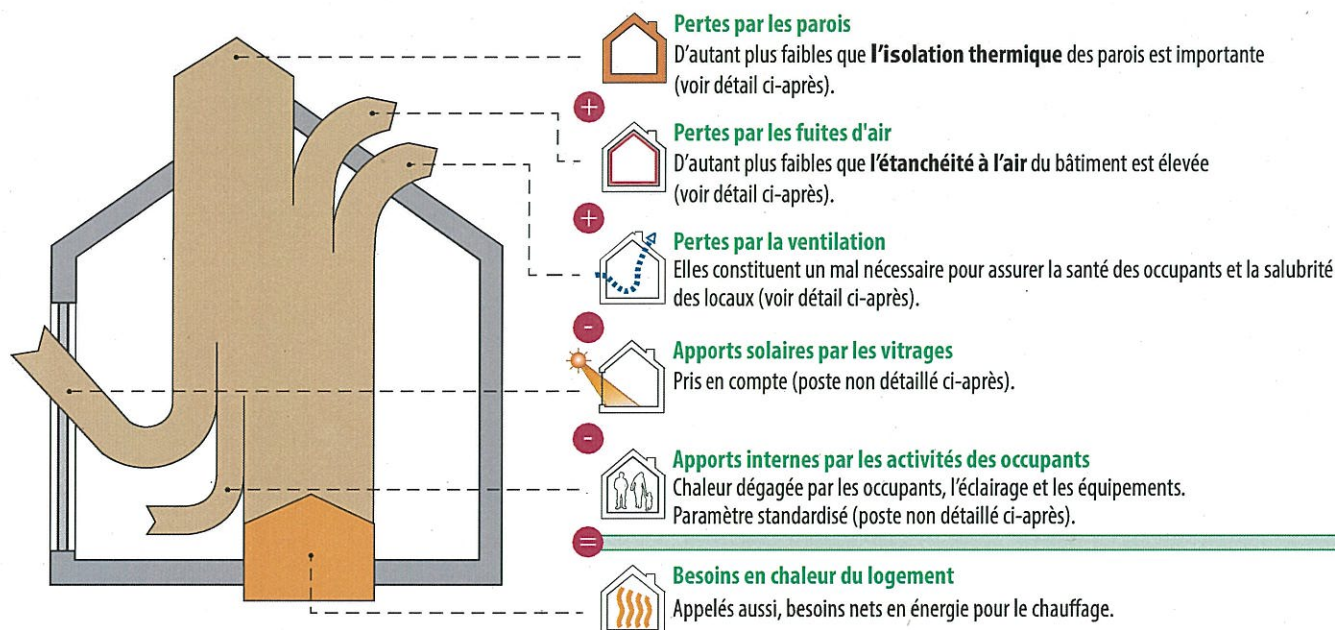 Pertes par les parois
D'autant plus faibles que l'isolation thermique des parois est importante
(voir détail ci-après).
+
Pertes par les fuites d'air
D'autant plus faibles que l'étanchéité à l'air du bâtiment est élevée
(voir détail ci-après).
+
Pertes par la ventilation
Elles constituent un mal nécessaire pour assurer la santé des occupants et la salubrité
des locaux (voir détail ci-après).
-
Apports solaires par les vitrages
Pris en compte (poste non détaillé ci-après).
-
Apports internes par les activités des occupants
Chaleur dégagée par les occupants, l'éclairage et les équipements.
Paramètre standardisé (poste non détaillé ci-après).
=
Besoins en chaleur du logement
Appelés aussi, besoins nets en énergie pour le chauffage.